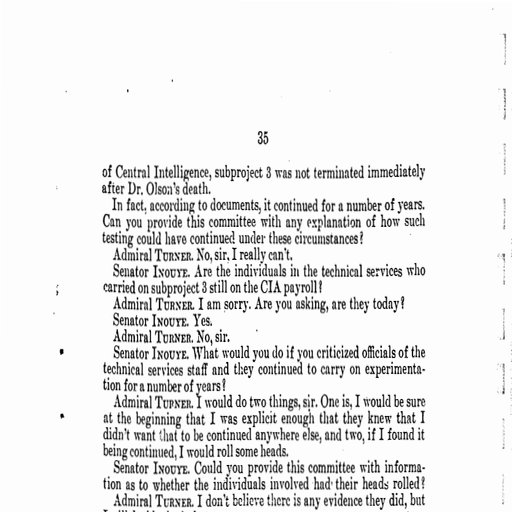 35
of Central Intelligence, subproject 3 was not terminated immediately
after Dr. Olson's death.
In fact, according to documents, it continued for a number of years.
Can you provide this committee with any explanation of how such
testing could have continued under these circumstances?
Admiral TURNER. No, sir, I really can't.
Senator INOUYE. Are the individuals in the technical services who
carried on subproject 3 still on the CIA payroll?
Admiral TURNER. I am sorry. Are you asking, are they today?
Senator INOUYE. Yes.
Admiral TURNER. No, sir.
Senator INOUYE. What would you do if you criticized officials of the
technical services staff and they continued to carry on experimenta-
tion for a number of years?
Admiral TURNER. I would do two things, sir. One is, I would be sure
at the beginning that I was explicit enough that they knew that I
didn't want that to be continued anywhere else, and two, if I found it
being continued, I would roll some heads.
Senator INOUYE. Could you provide this committee with informa-
tion as to whether the individuals involved had their heads rolled?
Admiral TURNER. I don't believe there is any evidence they did, but